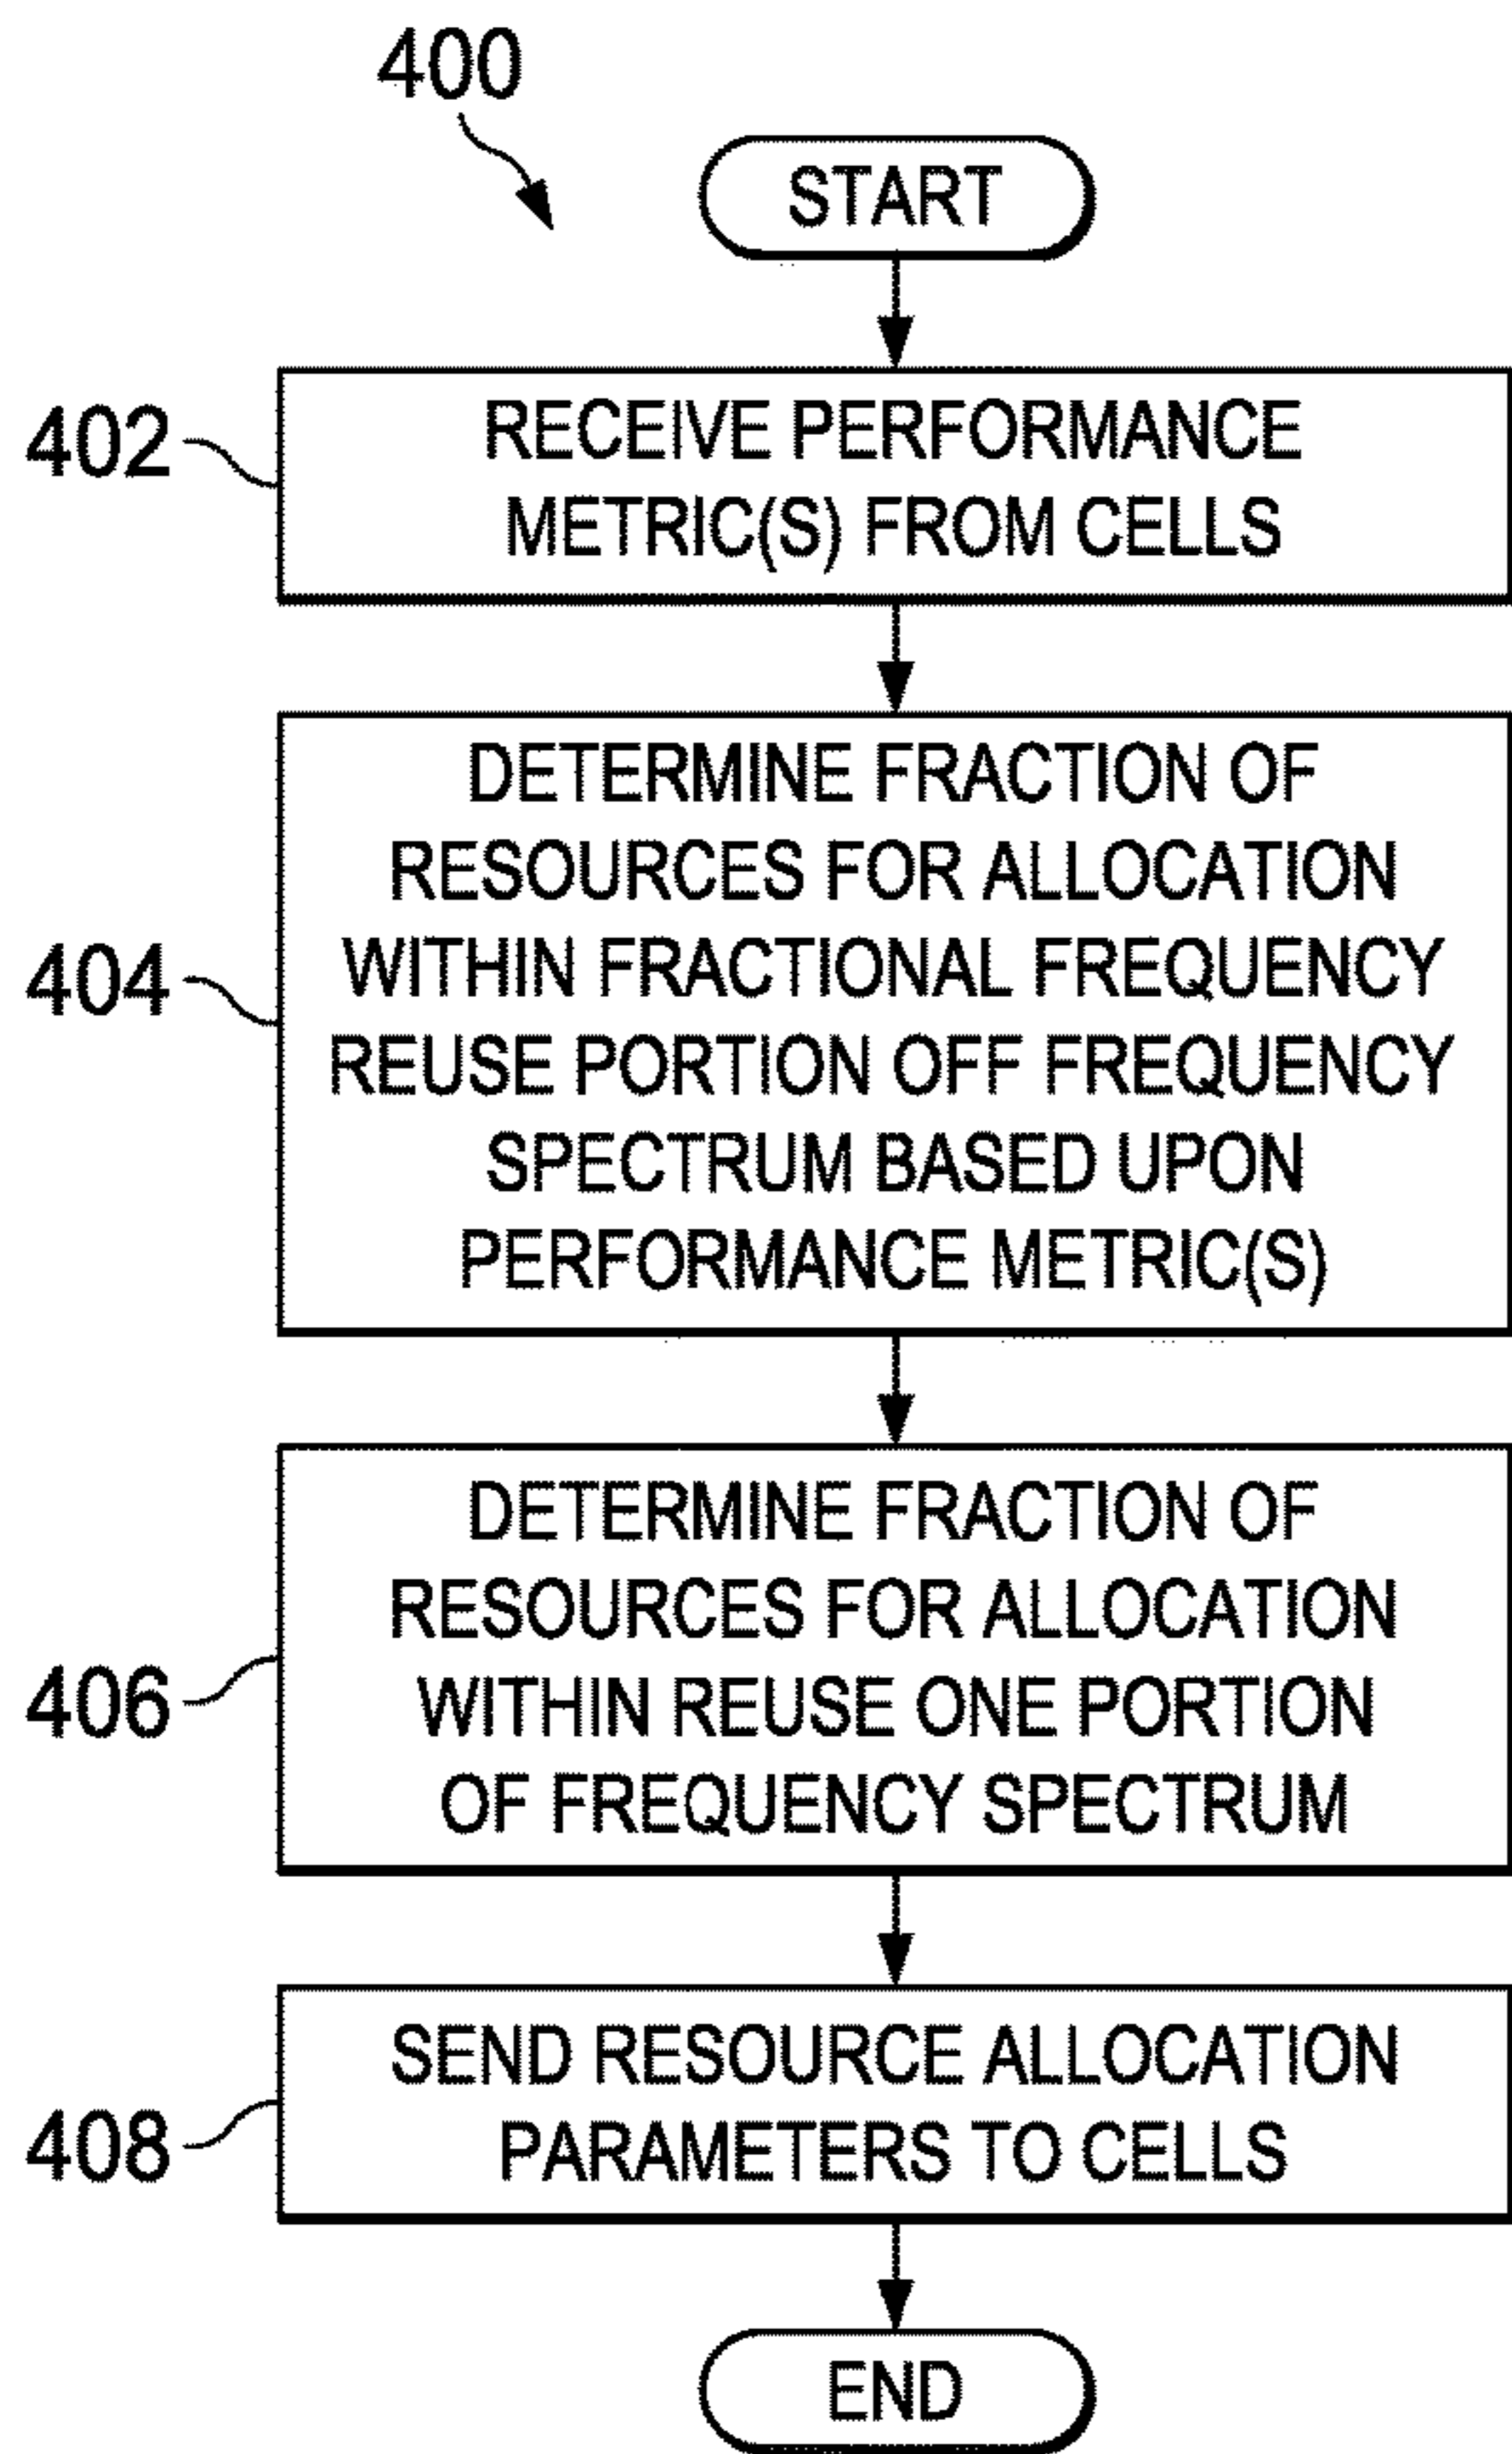 400
START
402
RECEIVE PERFORMANCE
METRIC(S) FROM CELLS
404
DETERMINE FRACTION OF
RESOURCES FOR ALLOCATION
WITHIN FRACTIONAL FREQUENCY
REUSE PORTION OFF FREQUENCY
SPECTRUM BASED UPON
PERFORMANCE METRIC(S)
406
DETERMINE FRACTION OF
RESOURCES FOR ALLOCATION
WITHIN REUSE ONE PORTION
OF FREQUENCY SPECTRUM
408
SEND RESOURCE ALLOCATION
PARAMETERS TO CELLS
END